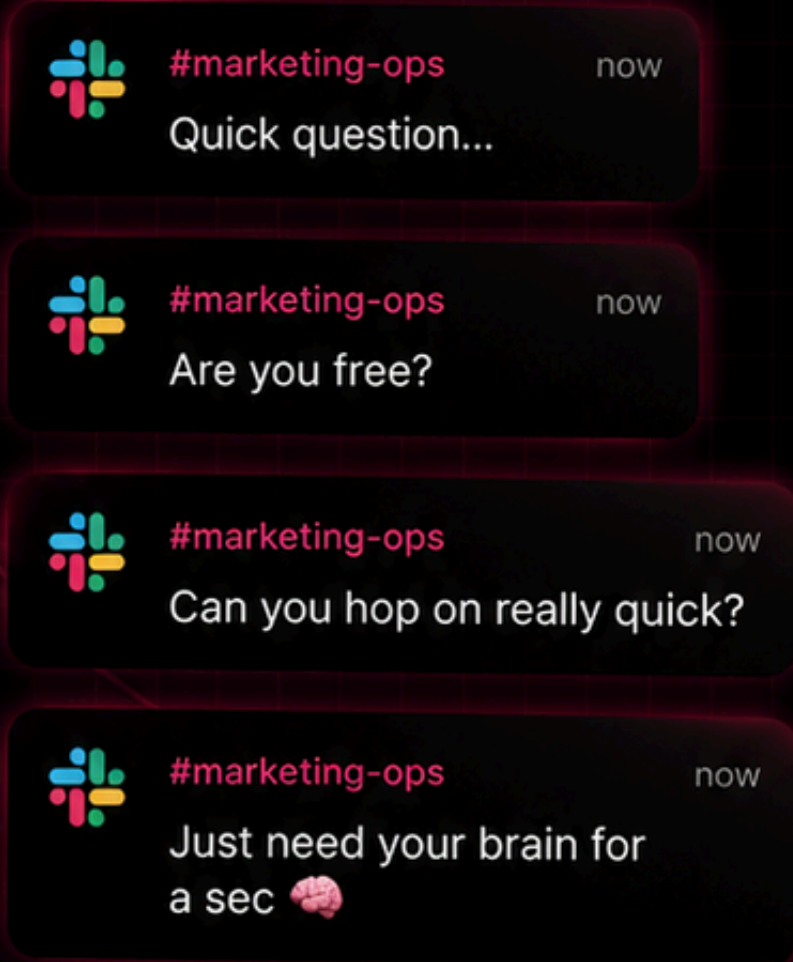 #marketing-ops now
Quick question...
#marketing-ops now
Are you free?
#marketing-ops now
Can you hop on really quick?
#marketing-ops now
Just need your brain for
a sec 🧠